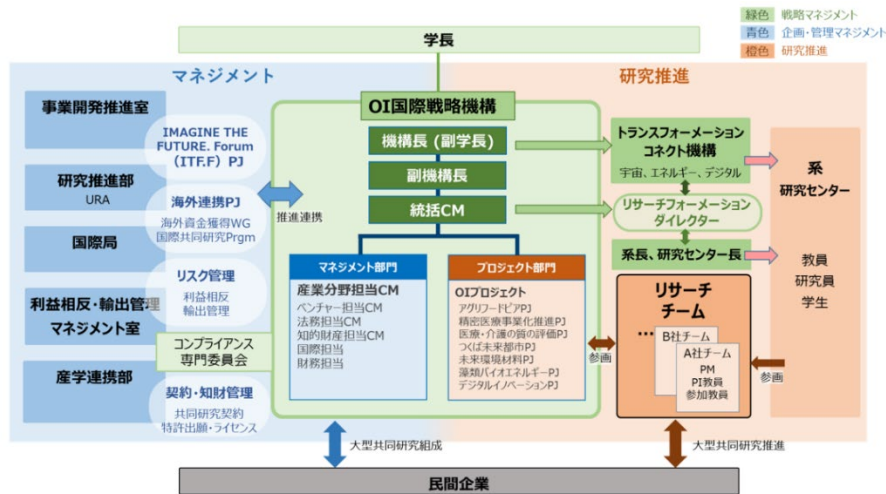 緑色 戦略マネジメント
青色 企画・管理マネジメント
橙色 研究推進
学長
マネジメント
研究推進
事業開発推進室
研究推進部
URA
国際局
利益相反・輸出管理
マネジメント室
産学連携部
IMAGINE THE
FUTURE. Forum
（ITF.F）PJ
海外連携PJ
海外資金獲得WG
国際共同研究Prgm
リスク管理
利益相反
輸出管理
コンプライアンス
専門委員会
契約・知財管理
共同研究契約
特許出願・ライセンス
推進連携
OI国際戦略機構
機構長（副学長）
副機構長
統括CM
マネジメント部門
産業分野担当CM
ベンチャー担当CM
法務担当CM
知的財産担当CM
国際担当
財務担当
プロジェクト部門
OIプロジェクト
アグリフードピアPJ
精密医療事業化推進PJ
医療・介護の質の評価PJ
つくば未来都市PJ
未来環境材料PJ
藻類バイオエネルギーPJ
デジタルイノベーションPJ
トランスフォーメーション
コネクト機構
宇宙、エネルギー、デジタル
リサーチフォーメーション
ダイレクター
系長、研究センター長
リサーチ
チーム
…
B社チーム
A社チーム
PM
PI教員
参加教員
参画
参画
系
研究センター
教員
研究員
学生
大型共同研究組成
大型共同研究推進
民間企業